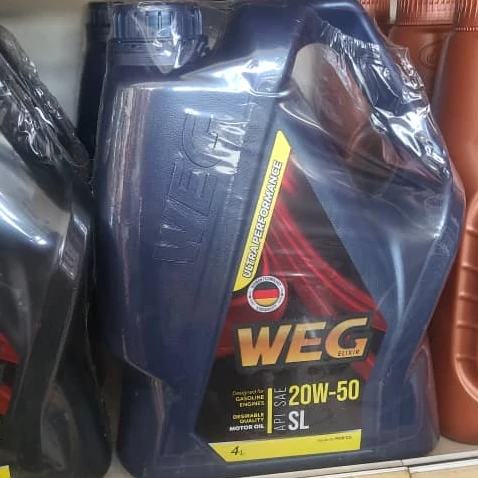 WEG
ULTRA PERFORMANCE
WEG
ELIXIR
Designed for
GASOLINE
ENGINES
DESIRABLE
QUALITY
MOTOR OIL
API SAE
20W-50
SL
4L